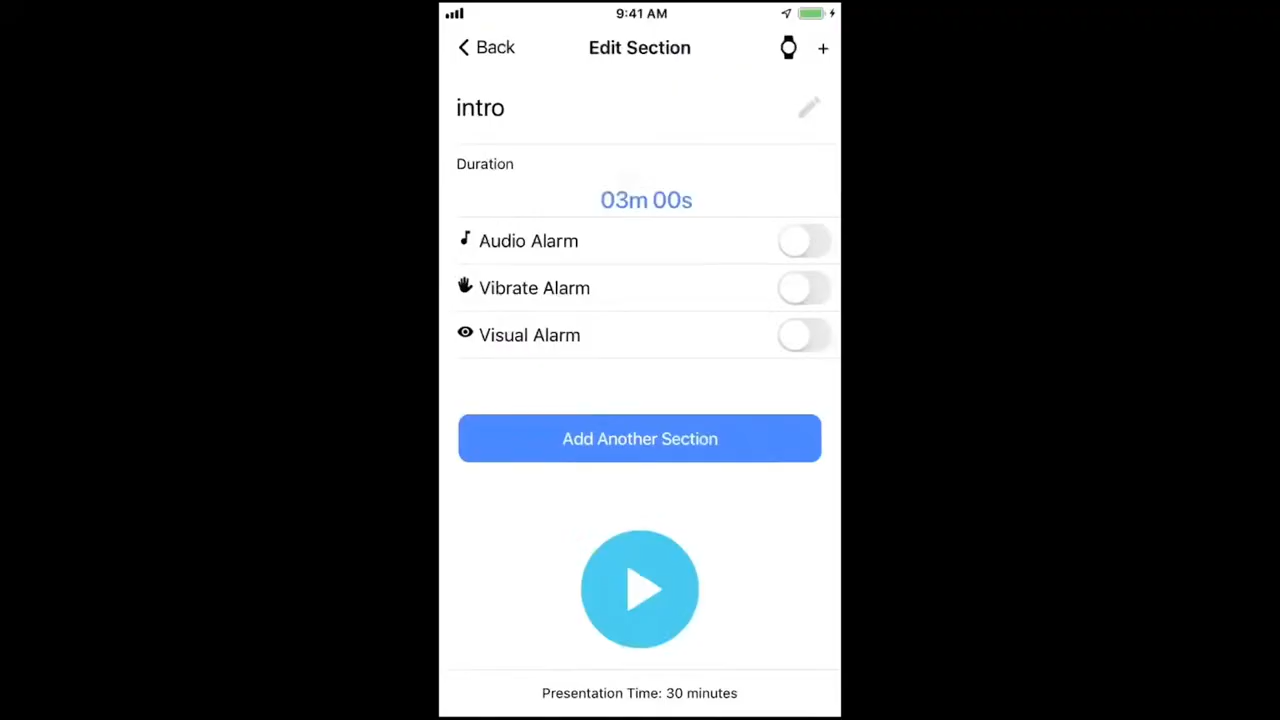 9:41 AM
Back
Edit Section
+
intro
Duration
03m 00s
Audio Alarm
Vibrate Alarm
Visual Alarm
Add Another Section
Presentation Time: 30 minutes